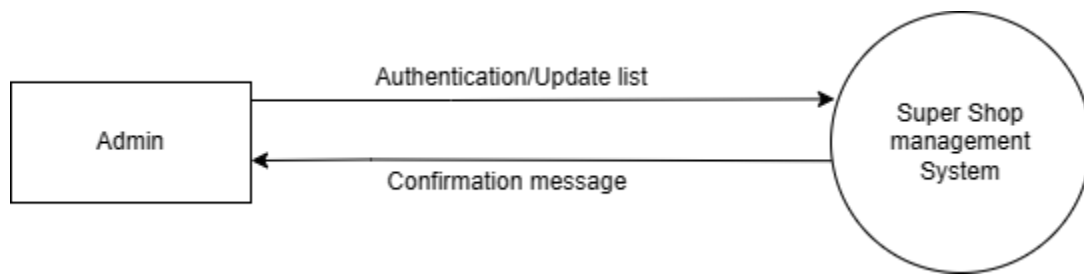 Authentication/Update list
Admin
Super Shop
management
System
Confirmation message